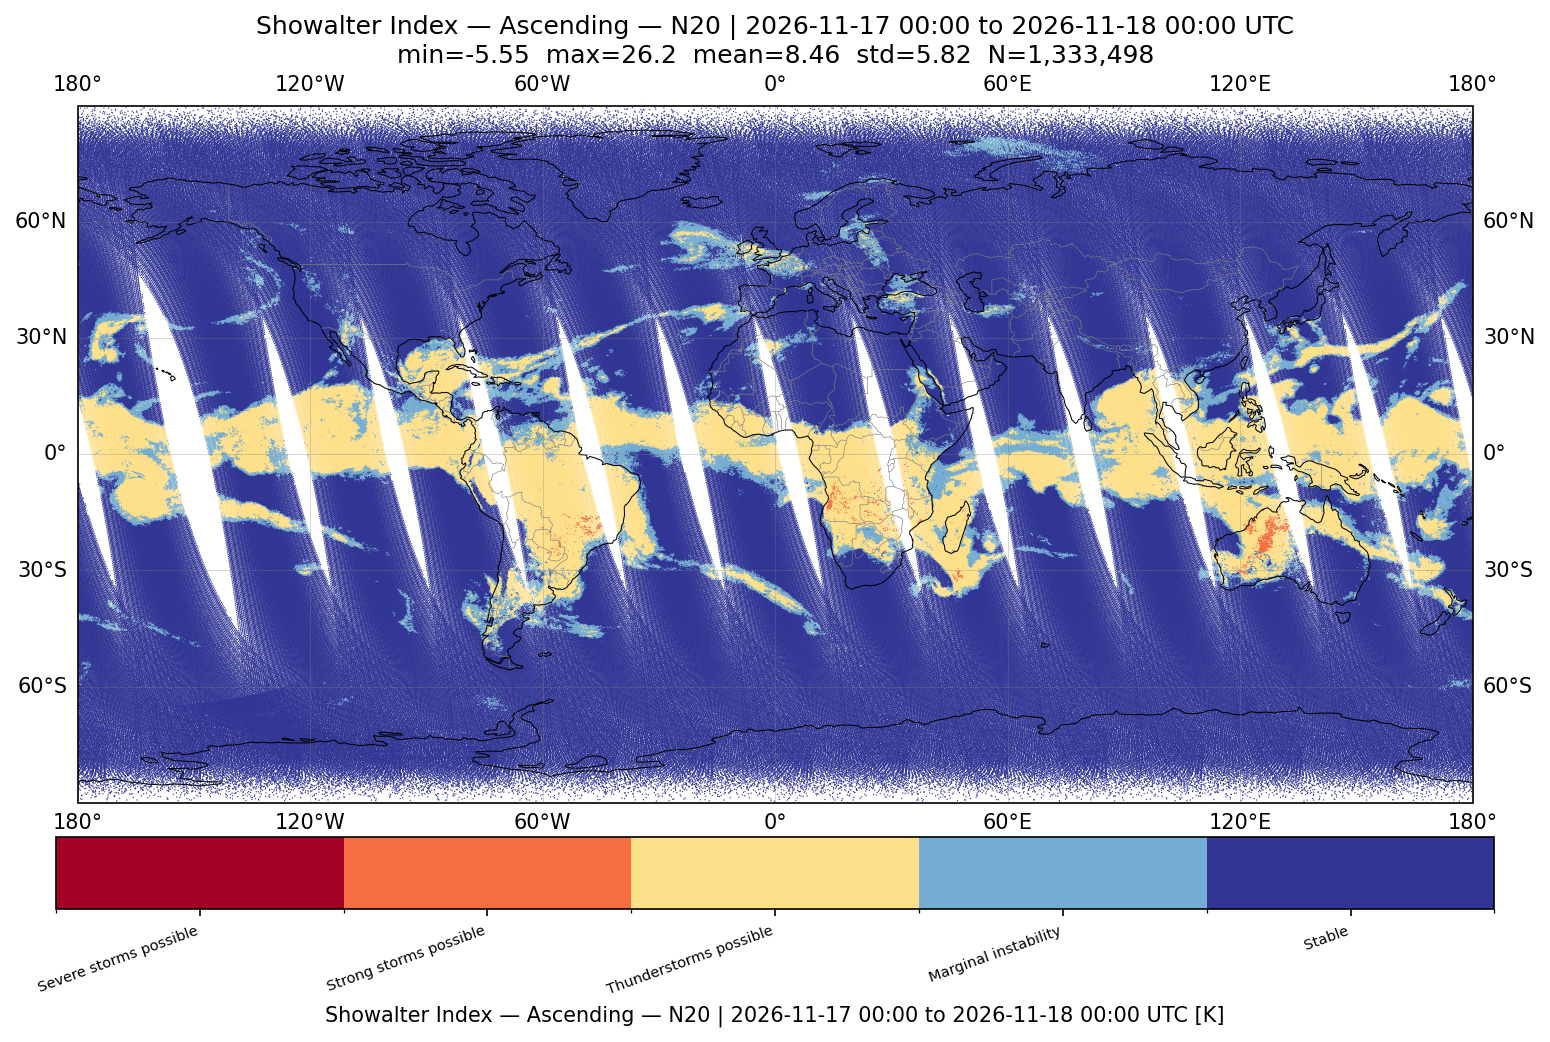 Showalter Index — Ascending — N20 | 2026-11-17 00:00 to 2026-11-18 00:00 UTC
min=-5.55 max=26.2 mean=8.46 std=5.82 N=1,333,498
180° 120°W 60°W 0° 60°E 120°E 180°
60°N 60°N
30°N 30°N
0° 0°
30°S 30°S
60°S 60°S
180° 120°W 60°W 0° 60°E 120°E 180°
Severe storms possible
Strong storms possible
Thunderstorms possible
Marginal instability
Stable
Showalter Index — Ascending — N20 | 2026-11-17 00:00 to 2026-11-18 00:00 UTC [K]